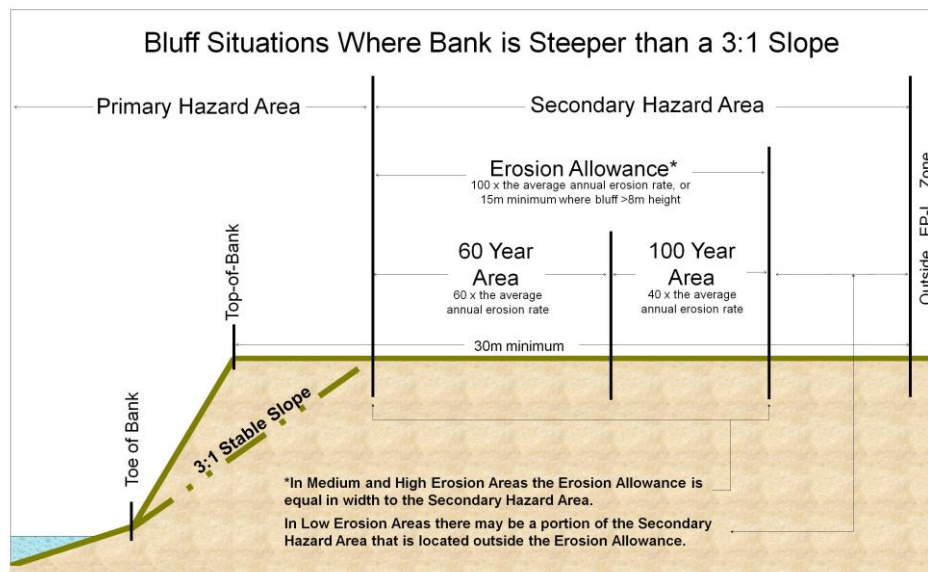 Bluff Situations Where Bank is Steeper than a 3:1 Slope
Primary Hazard Area
Secondary Hazard Area
Erosion Allowance*
100 x the average annual erosion rate, or
15m minimum where bluff >8m height
60 Year
Area
60 x the average
annual erosion rate
100 Year
Area
40 x the average
annual erosion rate
Outside EP-L Zone
Top-of-Bank
30m minimum
Toe of Bank
3:1 Stable Slope
*In Medium and High Erosion Areas the Erosion Allowance is
equal in width to the Secondary Hazard Area.
In Low Erosion Areas there may be a portion of the Secondary
Hazard Area that is located outside the Erosion Allowance.